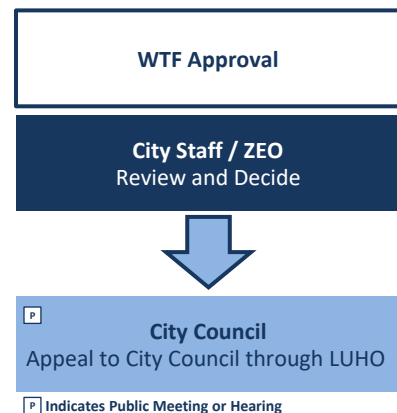 WTF Approval
City Staff / ZEO
Review and Decide
P
City Council
Appeal to City Council through LUHO
P Indicates Public Meeting or Hearing